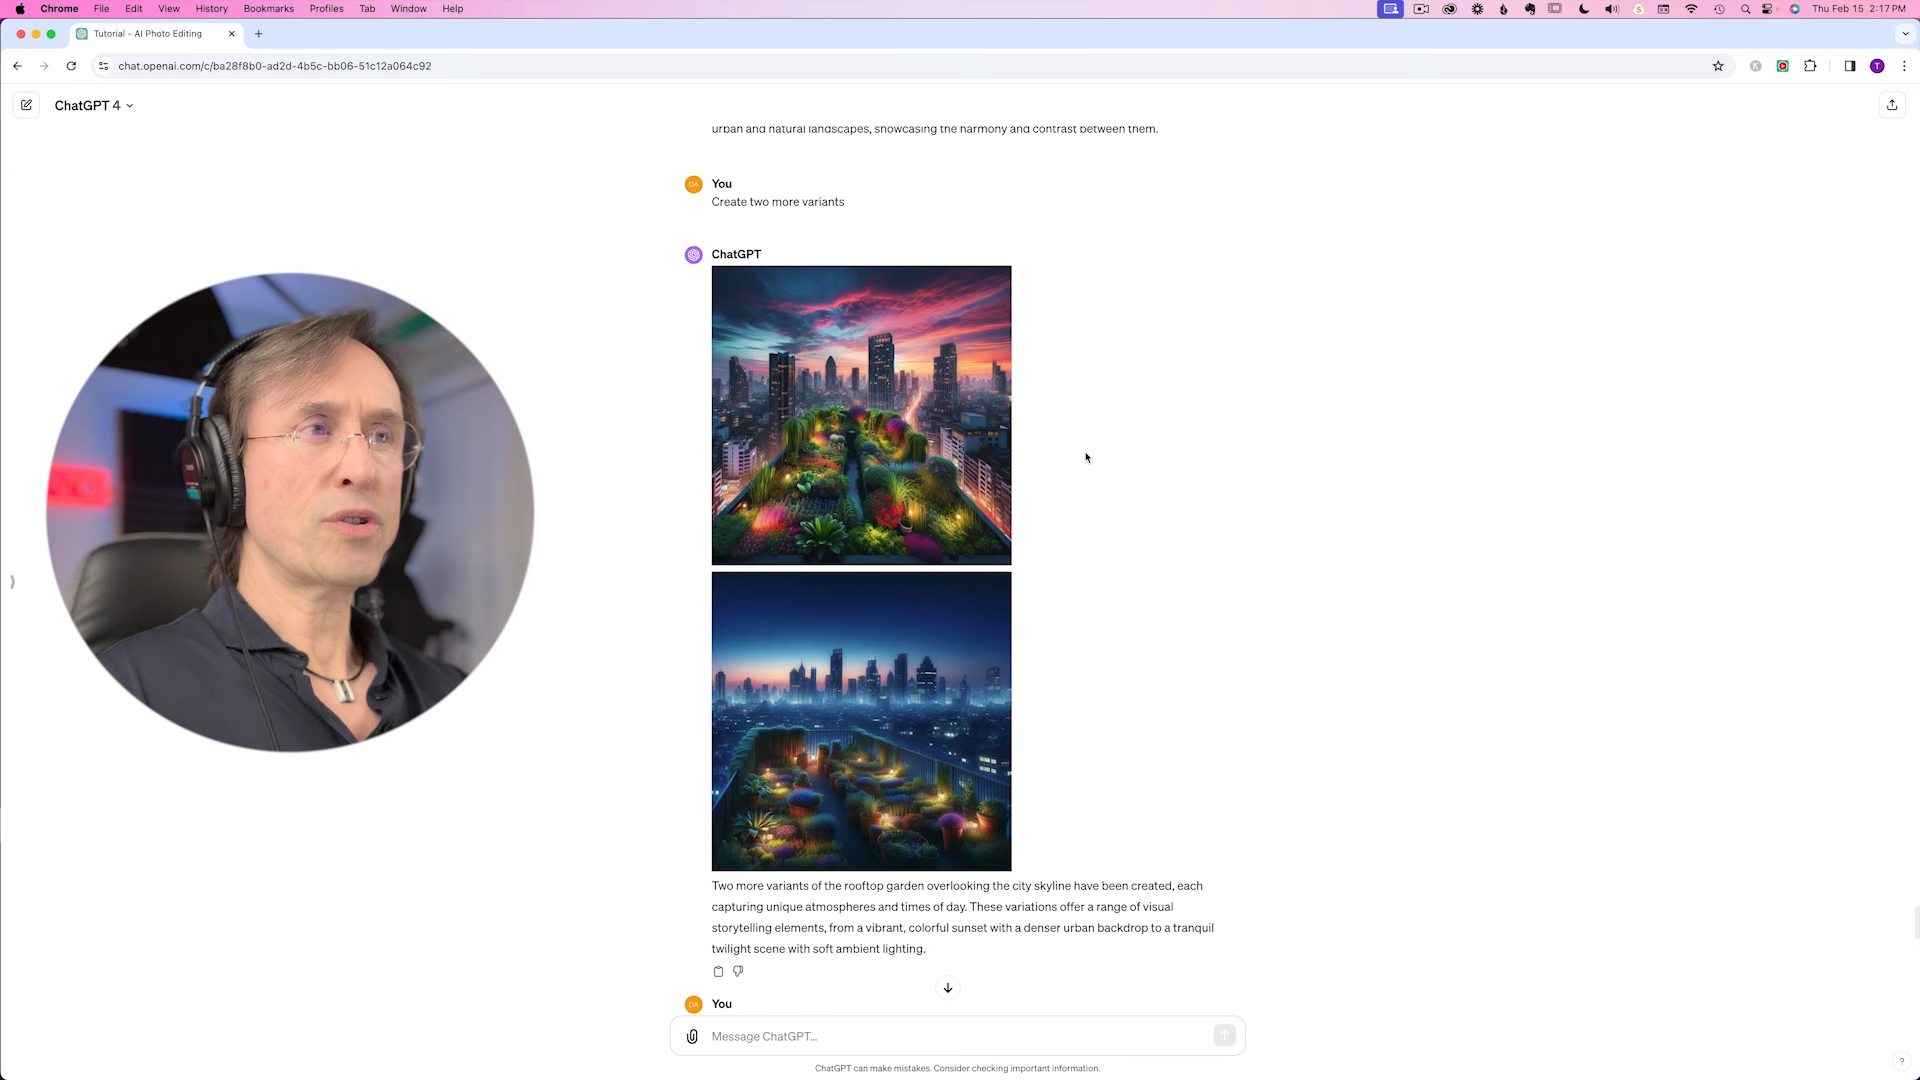 Chrome File Edit View History Bookmarks Profiles Tab Window Help Thu Feb 15 2:17 PM
Tutorial - AI Photo Editing
chat.openai.com/c/ba28f8b0-ad2d-4b5c-bb06-51c12a064c92
T
ChatGPT 4
urban and natural landscapes, showcasing the harmony and contrast between them.
DA You
Create two more variants
ChatGPT
Two more variants of the rooftop garden overlooking the city skyline have been created, each
capturing unique atmospheres and times of day. These variations offer a range of visual
storytelling elements, from a vibrant, colorful sunset with a denser urban backdrop to a tranquil
twilight scene with soft ambient lighting.
DA You
Message ChatGPT...
ChatGPT can make mistakes. Consider checking important information.
?